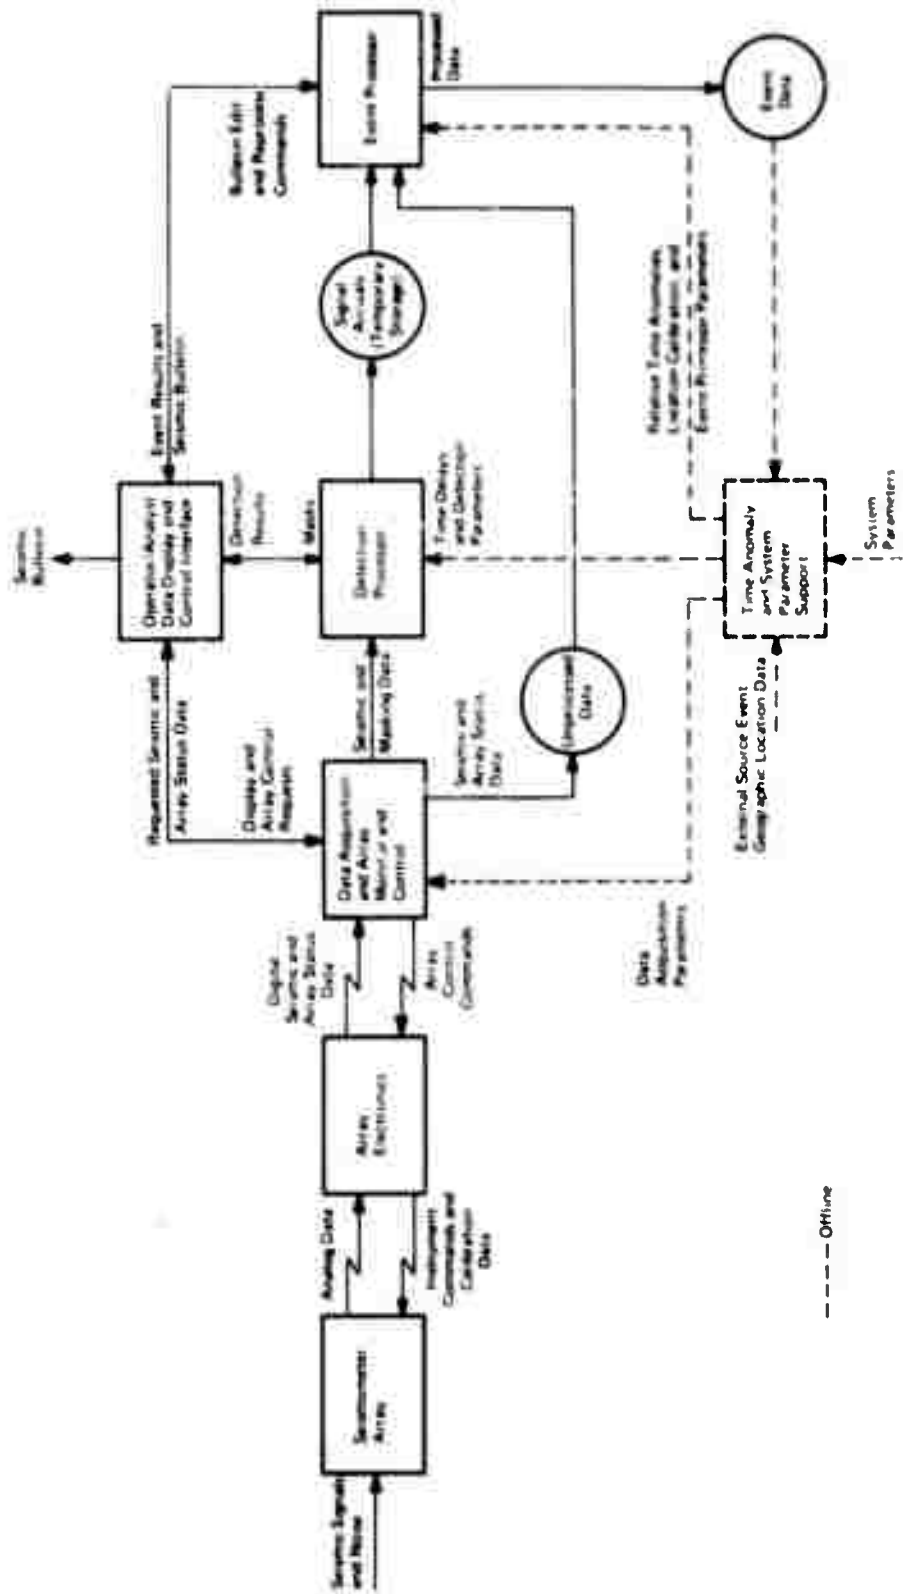 Seismic Signals
and Noise
Seismometer
Array
Analog Data
Instrument
Commands and
Calibration
Data
Array
Electronics
Digital
Seismic and
Array Status
Data
Array
Control
Commands
Data Acquisition
and Array
Monitor and
Control
Requested Seismic and
Array Status Data
Display and
Array Control
Requests
Seismic and
Masking Data
Seismic and
Array Status
Data
Unprocessed
Data
Data
Acquisition
Parameters
Seismic
Bulletin
Operator-Analyst
Data Display and
Control Interface
Detection
Results
Masks
Detection
Processor
Time Delays
and Detection
Parameters
Event Results and
Seismic Bulletin
Signal
Arrivals
(Temporary
Storage)
Bulletin Edit
and Reprocess
Commands
Event Processor
Processed
Data
Event
Data
Relative Time Anomalies,
Location Calibration, and
Event Processor Parameters
External Source Event
Geographic Location Data
Time Anomaly
and System
Parameter
Support
System
Parameters
Offline